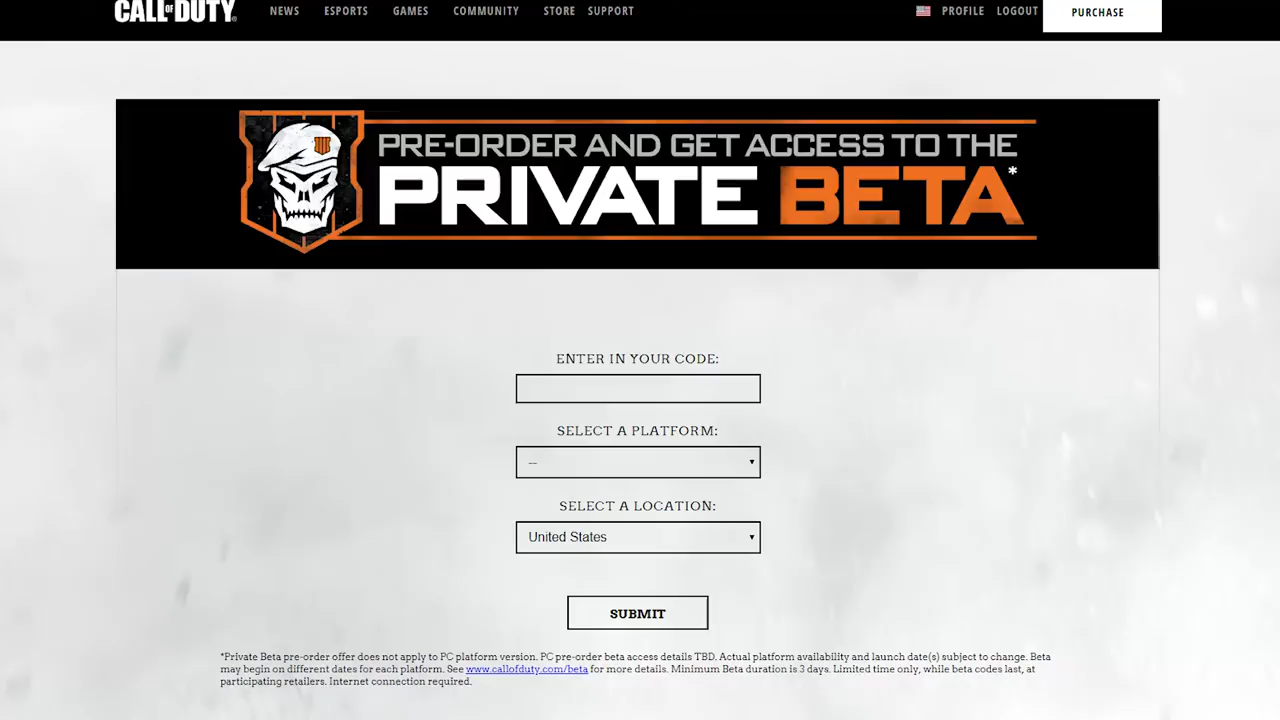 CALL OF DUTY®
NEWS ESPORTS GAMES COMMUNITY STORE SUPPORT PROFILE LOGOUT PURCHASE
PRE-ORDER AND GET ACCESS TO THE
PRIVATE BETA*
ENTER IN YOUR CODE:
SELECT A PLATFORM:
--
SELECT A LOCATION:
United States
SUBMIT
*Private Beta pre-order offer does not apply to PC platform version. PC pre-order beta access details TBD. Actual platform availability and launch date(s) subject to change. Beta
may begin on different dates for each platform. See www.callofduty.com/beta for more details. Minimum Beta duration is 3 days. Limited time only, while beta codes last, at
participating retailers. Internet connection required.